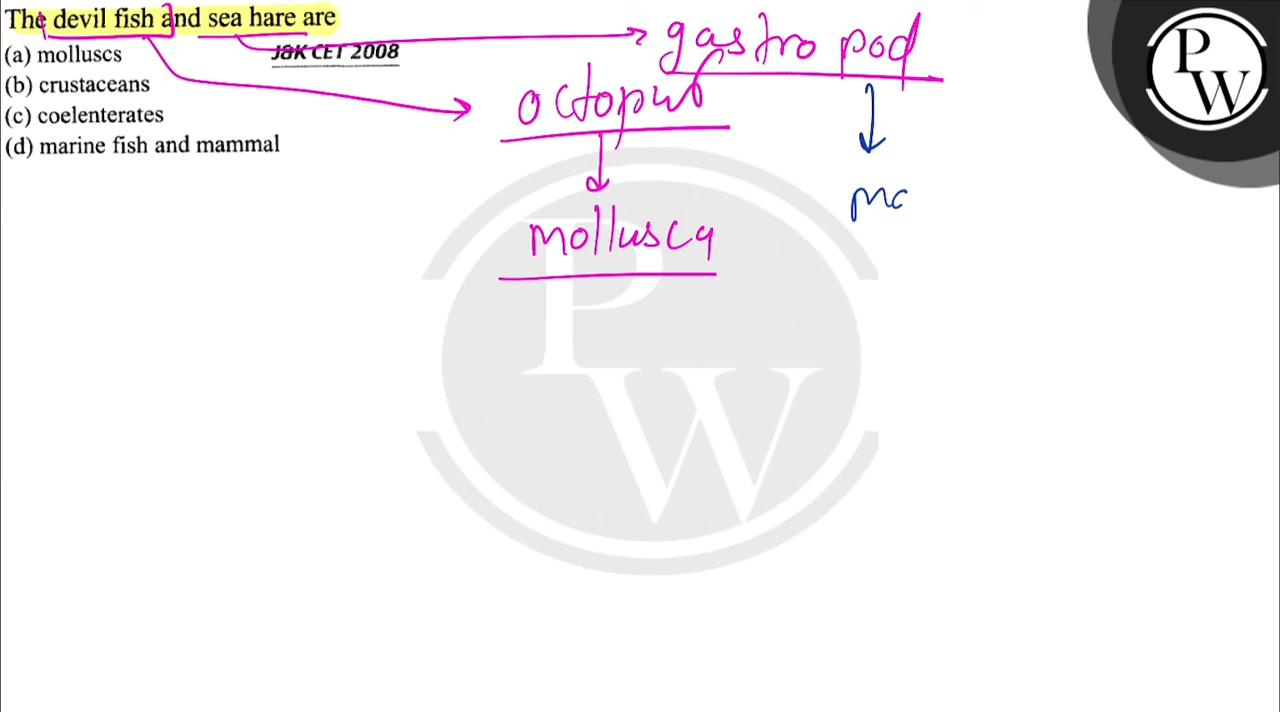 The devil fish and sea hare are
(a) molluscs J&K CET 2008
(b) crustaceans
(c) coelenterates
(d) marine fish and mammal
gastropod
octopus
mollusca
mo
P
W
P
W